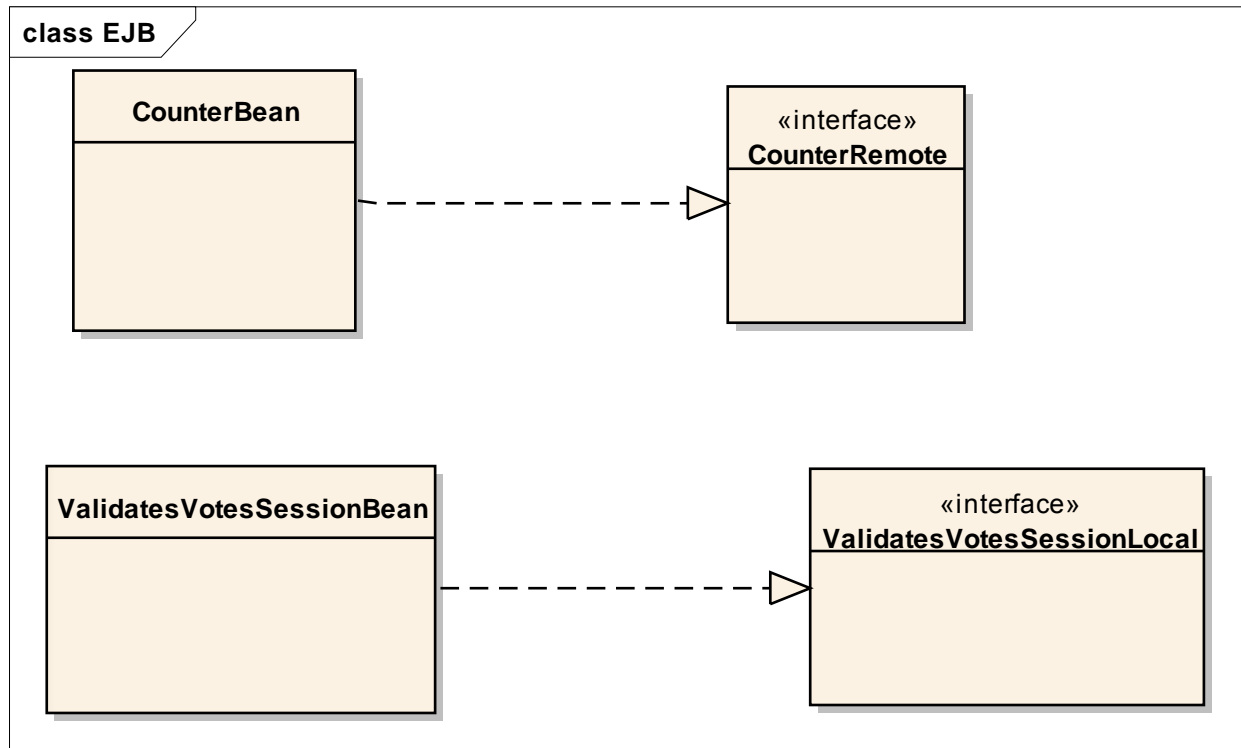 class EJB
CounterBean
«interface»
CounterRemote
ValidatesVotesSessionBean
«interface»
ValidatesVotesSessionLocal